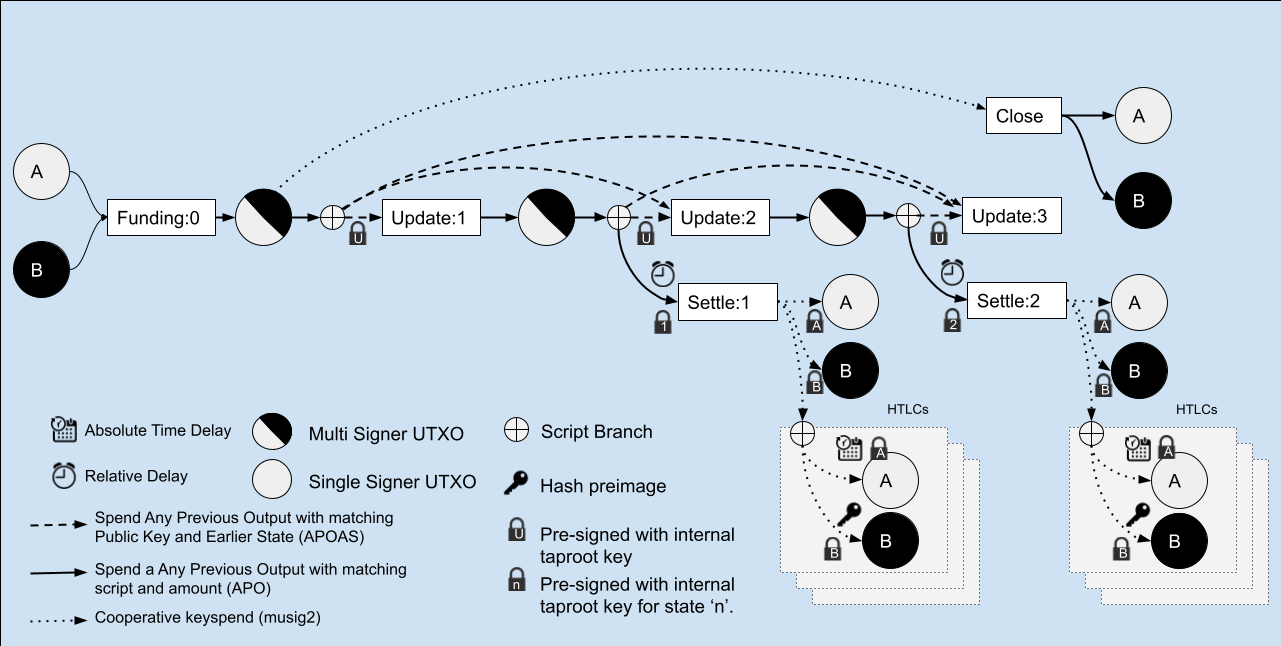 Close
A
B
A
B
Funding:0
Update:1
Update:2
Update:3
U
U
U
Settle:1
1
A
A
B
B
Settle:2
2
A
A
B
B
HTLCs
A
A
B
B
HTLCs
A
A
B
B
Absolute Time Delay
Relative Delay
Multi Signer UTXO
Single Signer UTXO
Script Branch
Hash preimage
Spend Any Previous Output with matching
Public Key and Earlier State (APOAS)
Spend a Any Previous Output with matching
script and amount (APO)
Cooperative keyspend (musig2)
U
Pre-signed with internal
taproot key
n
Pre-signed with internal
taproot key for state ‘n’.